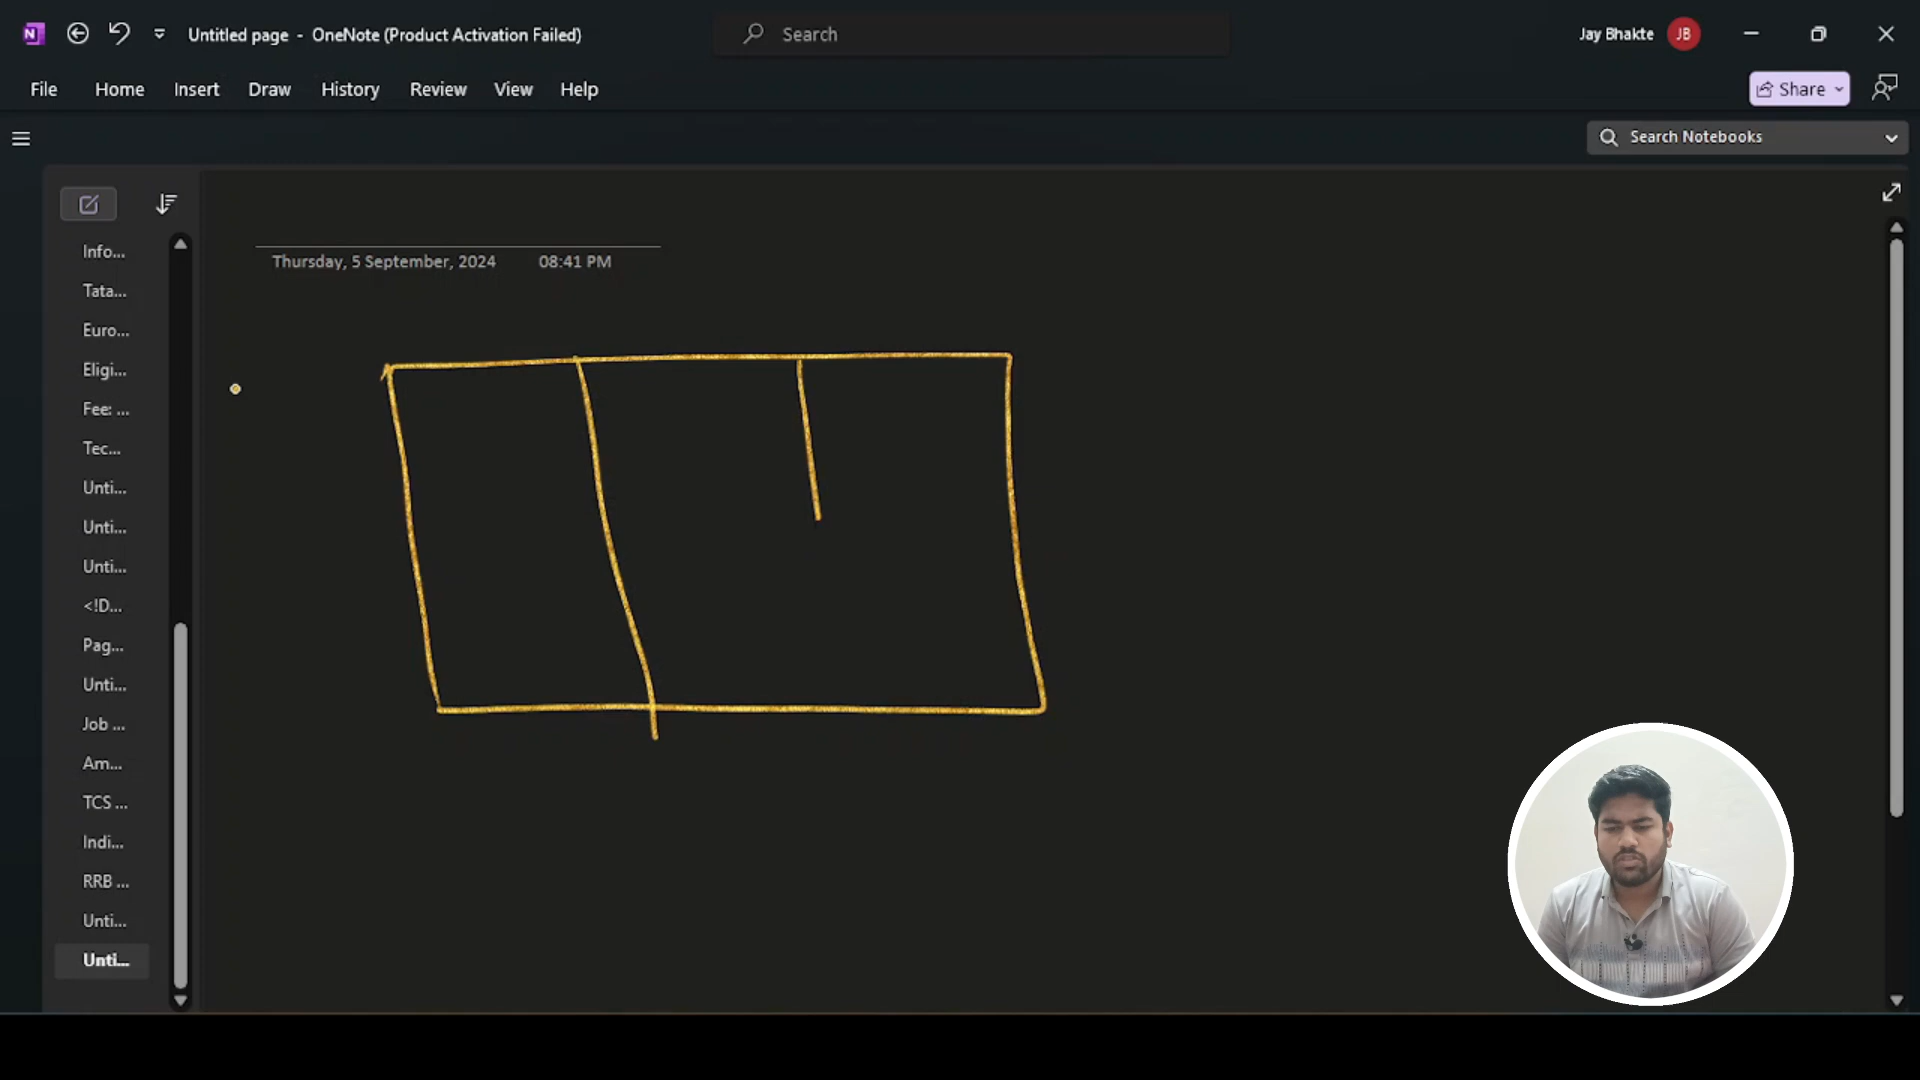 N
Untitled page - OneNote (Product Activation Failed)
Search
Jay Bhakte
JB
File
Home
Insert
Draw
History
Review
View
Help
Share
Search Notebooks
Thursday, 5 September, 2024
08:41 PM
Info...
Tata...
Euro...
Eligi...
Fee: ...
Tec...
Unti...
Unti...
Unti...
<!D...
Pag...
Unti...
Job ...
Am...
TCS ...
Indi...
RRB ...
Unti...
Unti...